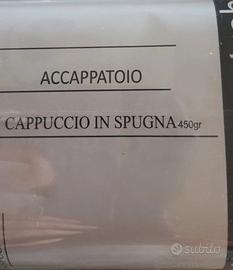 ACCAPPATOIO
CAPPUCCIO IN SPUGNA 450gr
subito